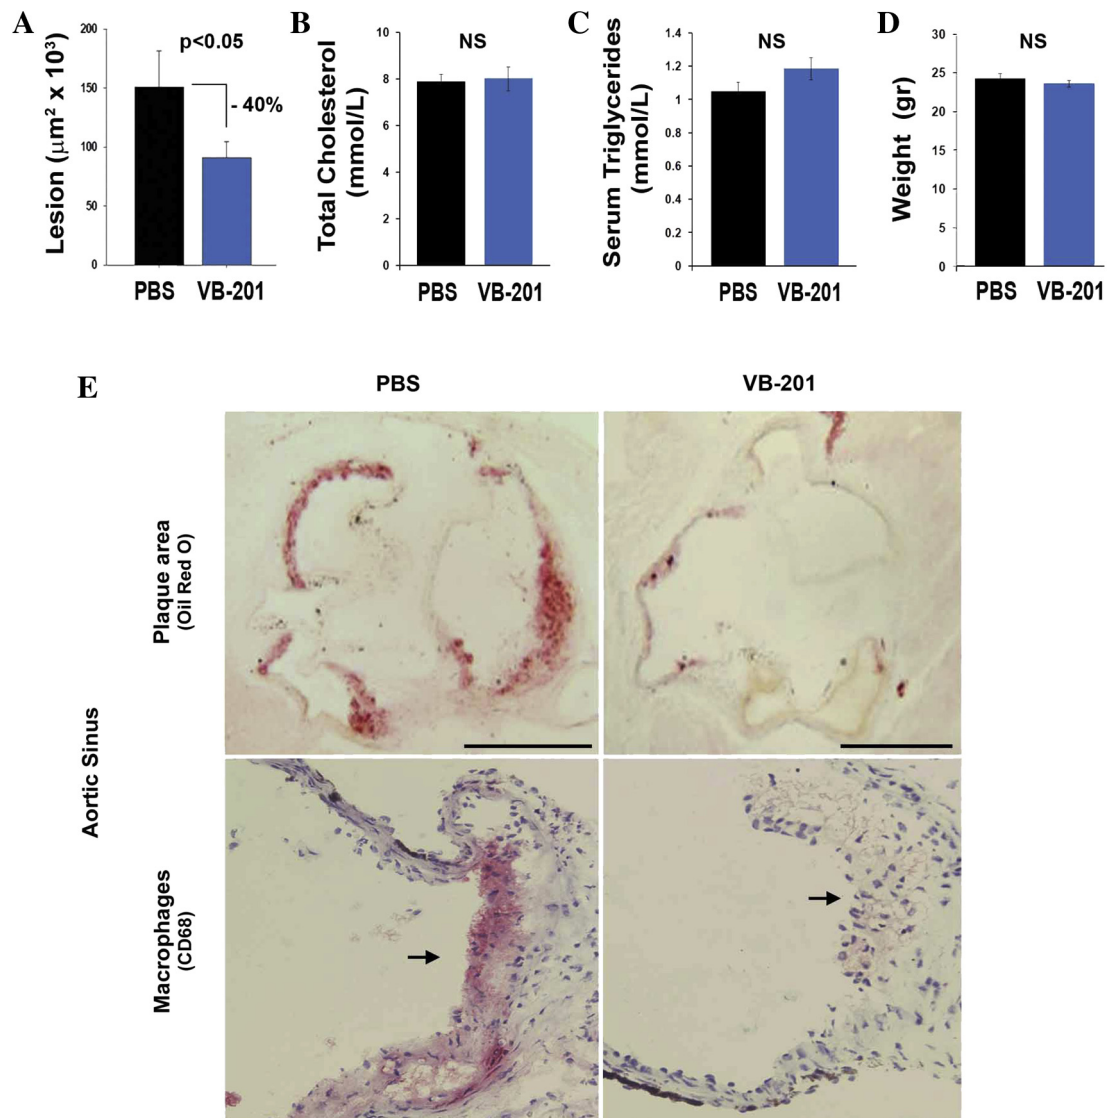 A
Lesion (μm² x 10³)
200
150
100
50
0
p<0.05
- 40%
PBS VB-201
B
Total Cholesterol
(mmol/L)
10
8
6
4
2
0
NS
PBS VB-201
C
Serum Triglycerides
(mmol/L)
1.4
1.2
1
0.8
0.6
0.4
0.2
0
NS
PBS VB-201
D
Weight (gr)
30
25
20
15
10
5
0
NS
PBS VB-201
E
PBS VB-201
Aortic Sinus
Plaque area
(Oil Red O)
Macrophages
(CD68)